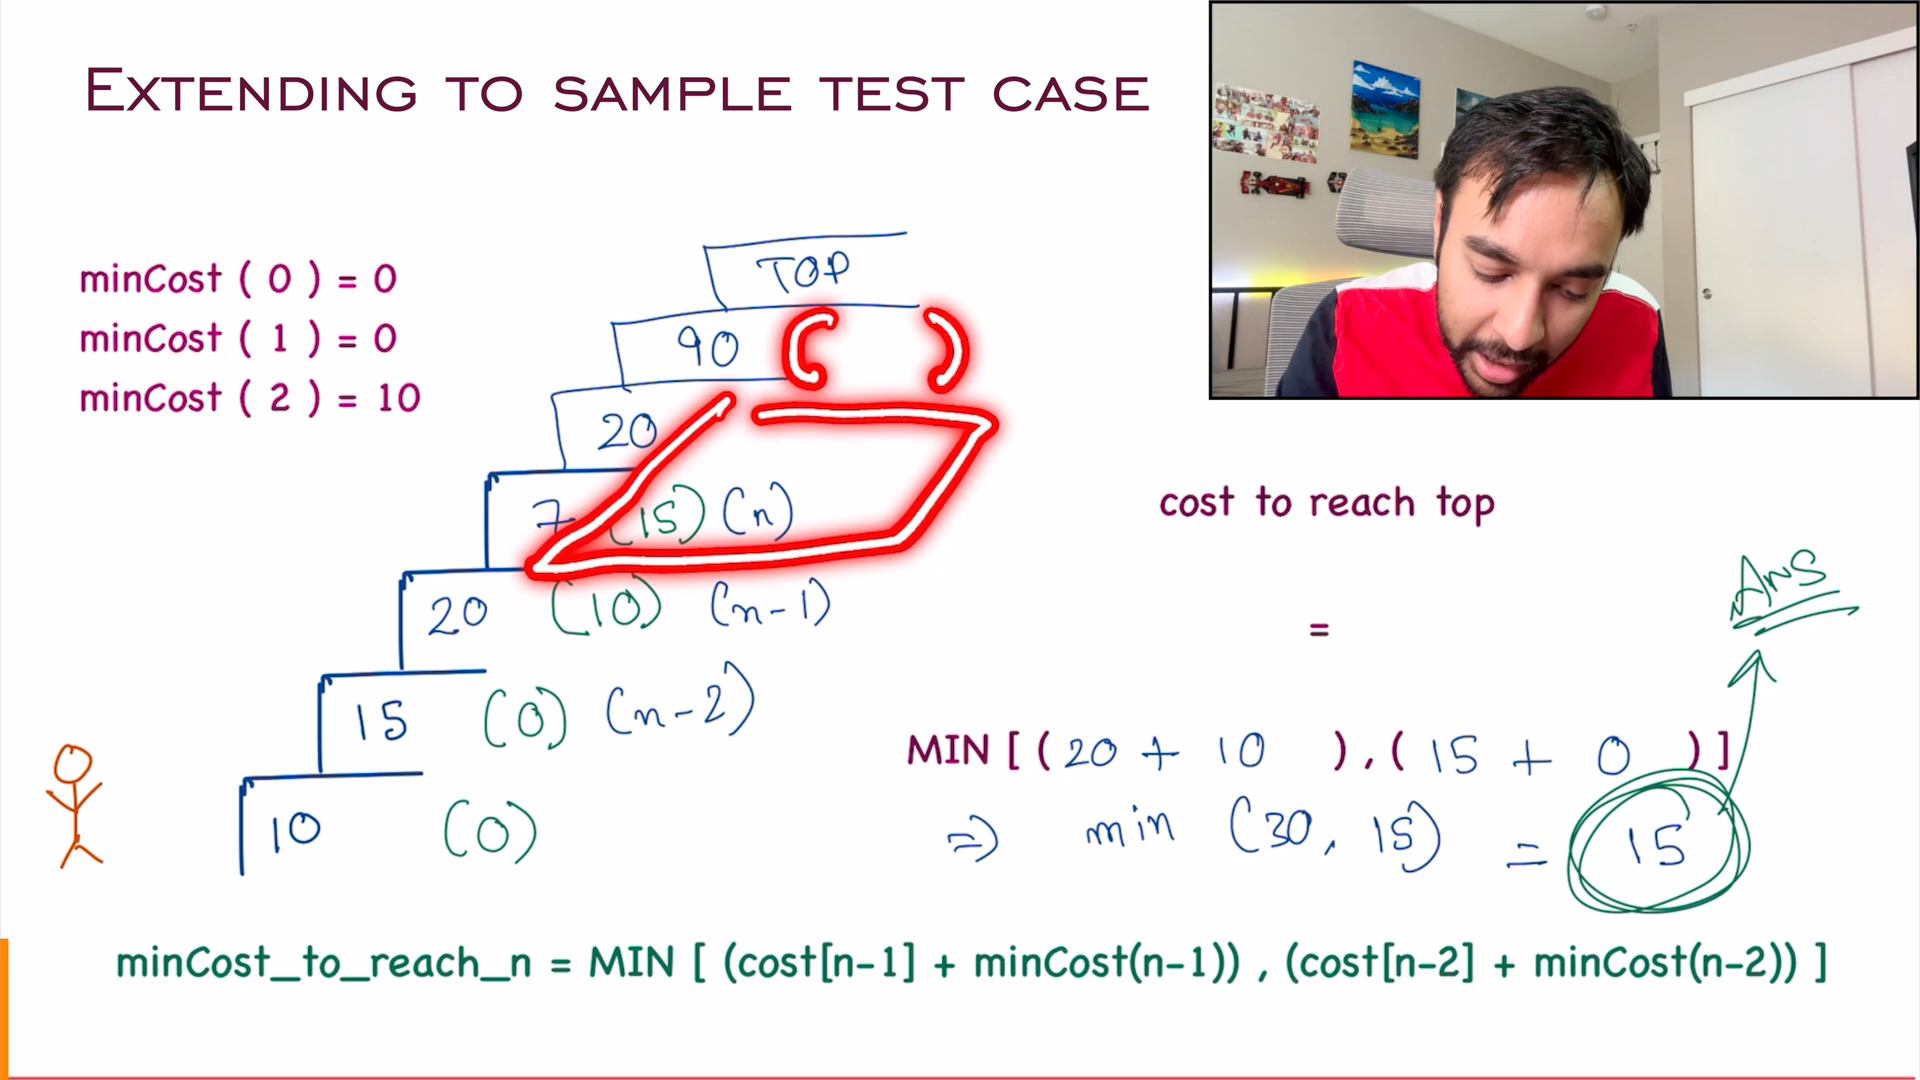 EXTENDING TO SAMPLE TEST CASE
minCost ( 0 ) = 0
minCost ( 1 ) = 0
minCost ( 2 ) = 10
TOP
90 ( )
20
7 (15) (n)
20 (10) (n-1)
15 (0) (n-2)
10 (0)
cost to reach top
=
Ans
MIN [ ( 20 + 10 ) , ( 15 + 0 ) ]
=> min (30, 15) = 15
minCost_to_reach_n = MIN [ (cost[n-1] + minCost(n-1)) , (cost[n-2] + minCost(n-2)) ]